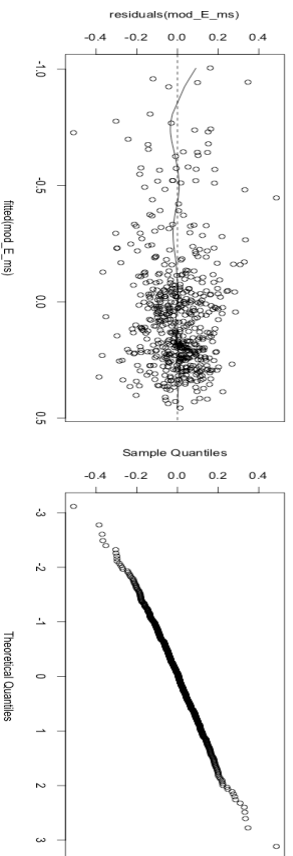 residuals(mod_E_ms)
-0.4 -0.2 0.0 0.2 0.4
-1.0 -0.5 0.0 0.5
fitted(mod_E_ms)
Sample Quantiles
-0.4 -0.2 0.0 0.2 0.4
-3 -2 -1 0 1 2 3
Theoretical Quantiles